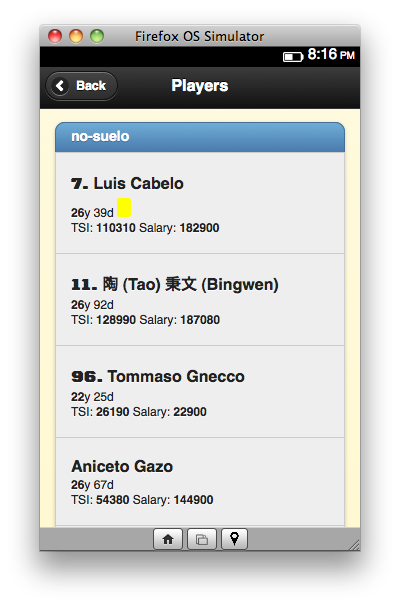 Firefox OS Simulator
8:16 PM
Back
Players
no-suelo
7. Luis Cabelo
26y 39d
TSI: 110310 Salary: 182900
11. 陶 (Tao) 秉文 (Bingwen)
26y 92d
TSI: 128990 Salary: 187080
96. Tommaso Gnecco
22y 25d
TSI: 26190 Salary: 22900
Aniceto Gazo
26y 67d
TSI: 54380 Salary: 144900